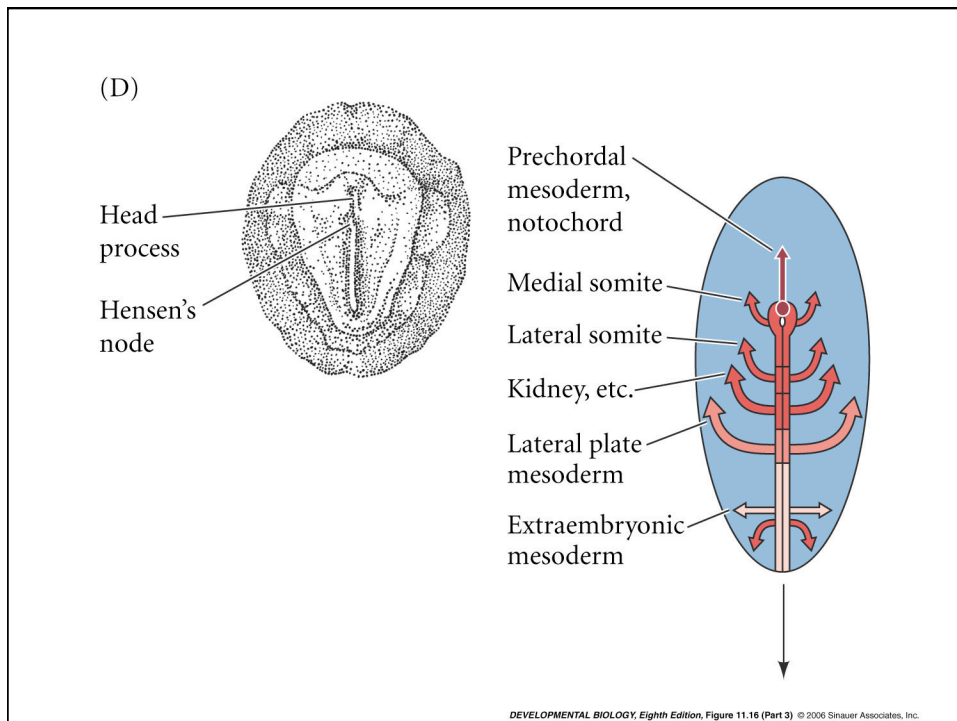 (D)
Head
process
Hensen's
node
Prechordal
mesoderm,
notochord
Medial somite
Lateral somite
Kidney, etc.
Lateral plate
mesoderm
Extraembryonic
mesoderm
DEVELOPMENTAL BIOLOGY, Eighth Edition, Figure 11.16 (Part 3) © 2006 Sinauer Associates, Inc.